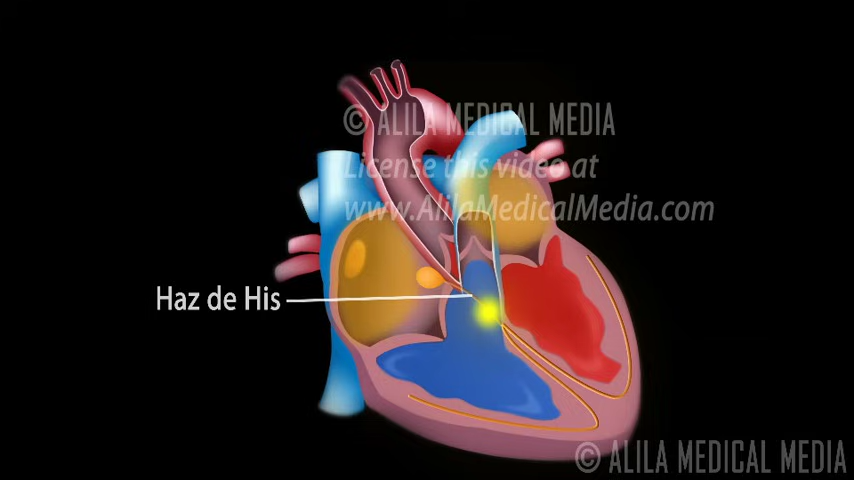 © ALILA MEDICAL MEDIA
License this video at
www.AlilaMedicalMedia.com
Haz de His
© ALILA MEDICAL MEDIA